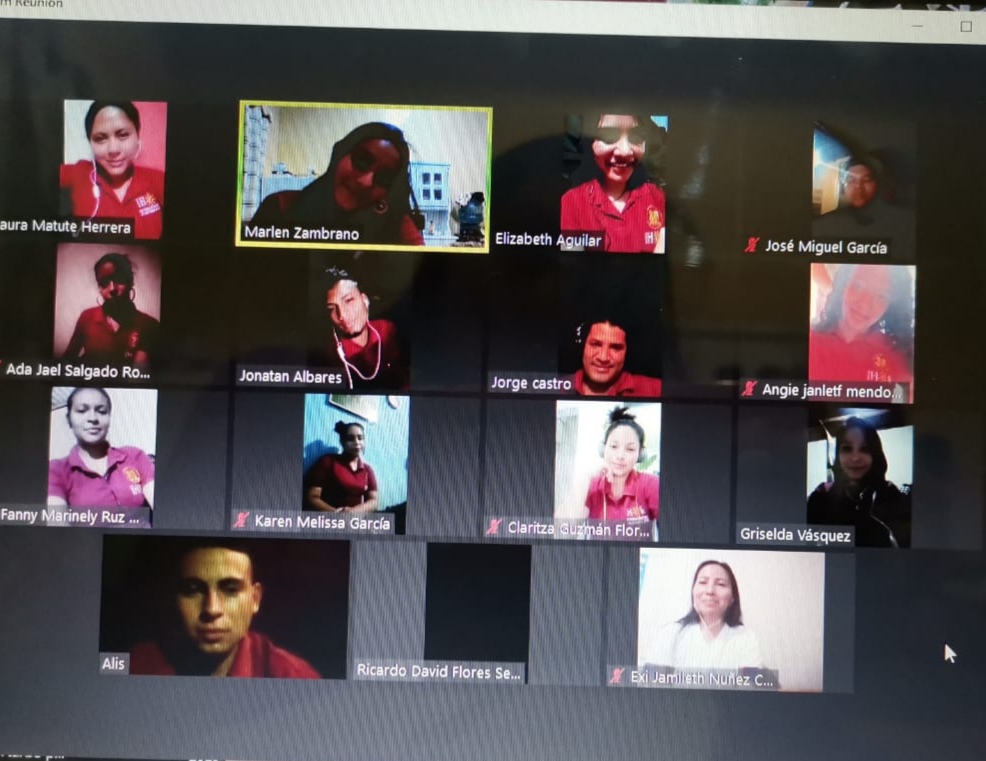 m Reunión
aura Matute Herrera
Marlen Zambrano
Elizabeth Aguilar
José Miguel García
Ada Jael Salgado Ro...
Jonatan Albares
Jorge castro
Angie janletf mendo...
Fanny Marinely Ruz ...
Karen Melissa García
Claritza Guzmán Flor...
Griselda Vásquez
Alis
Ricardo David Flores Se...
Exi Jamileth Nuñez C...